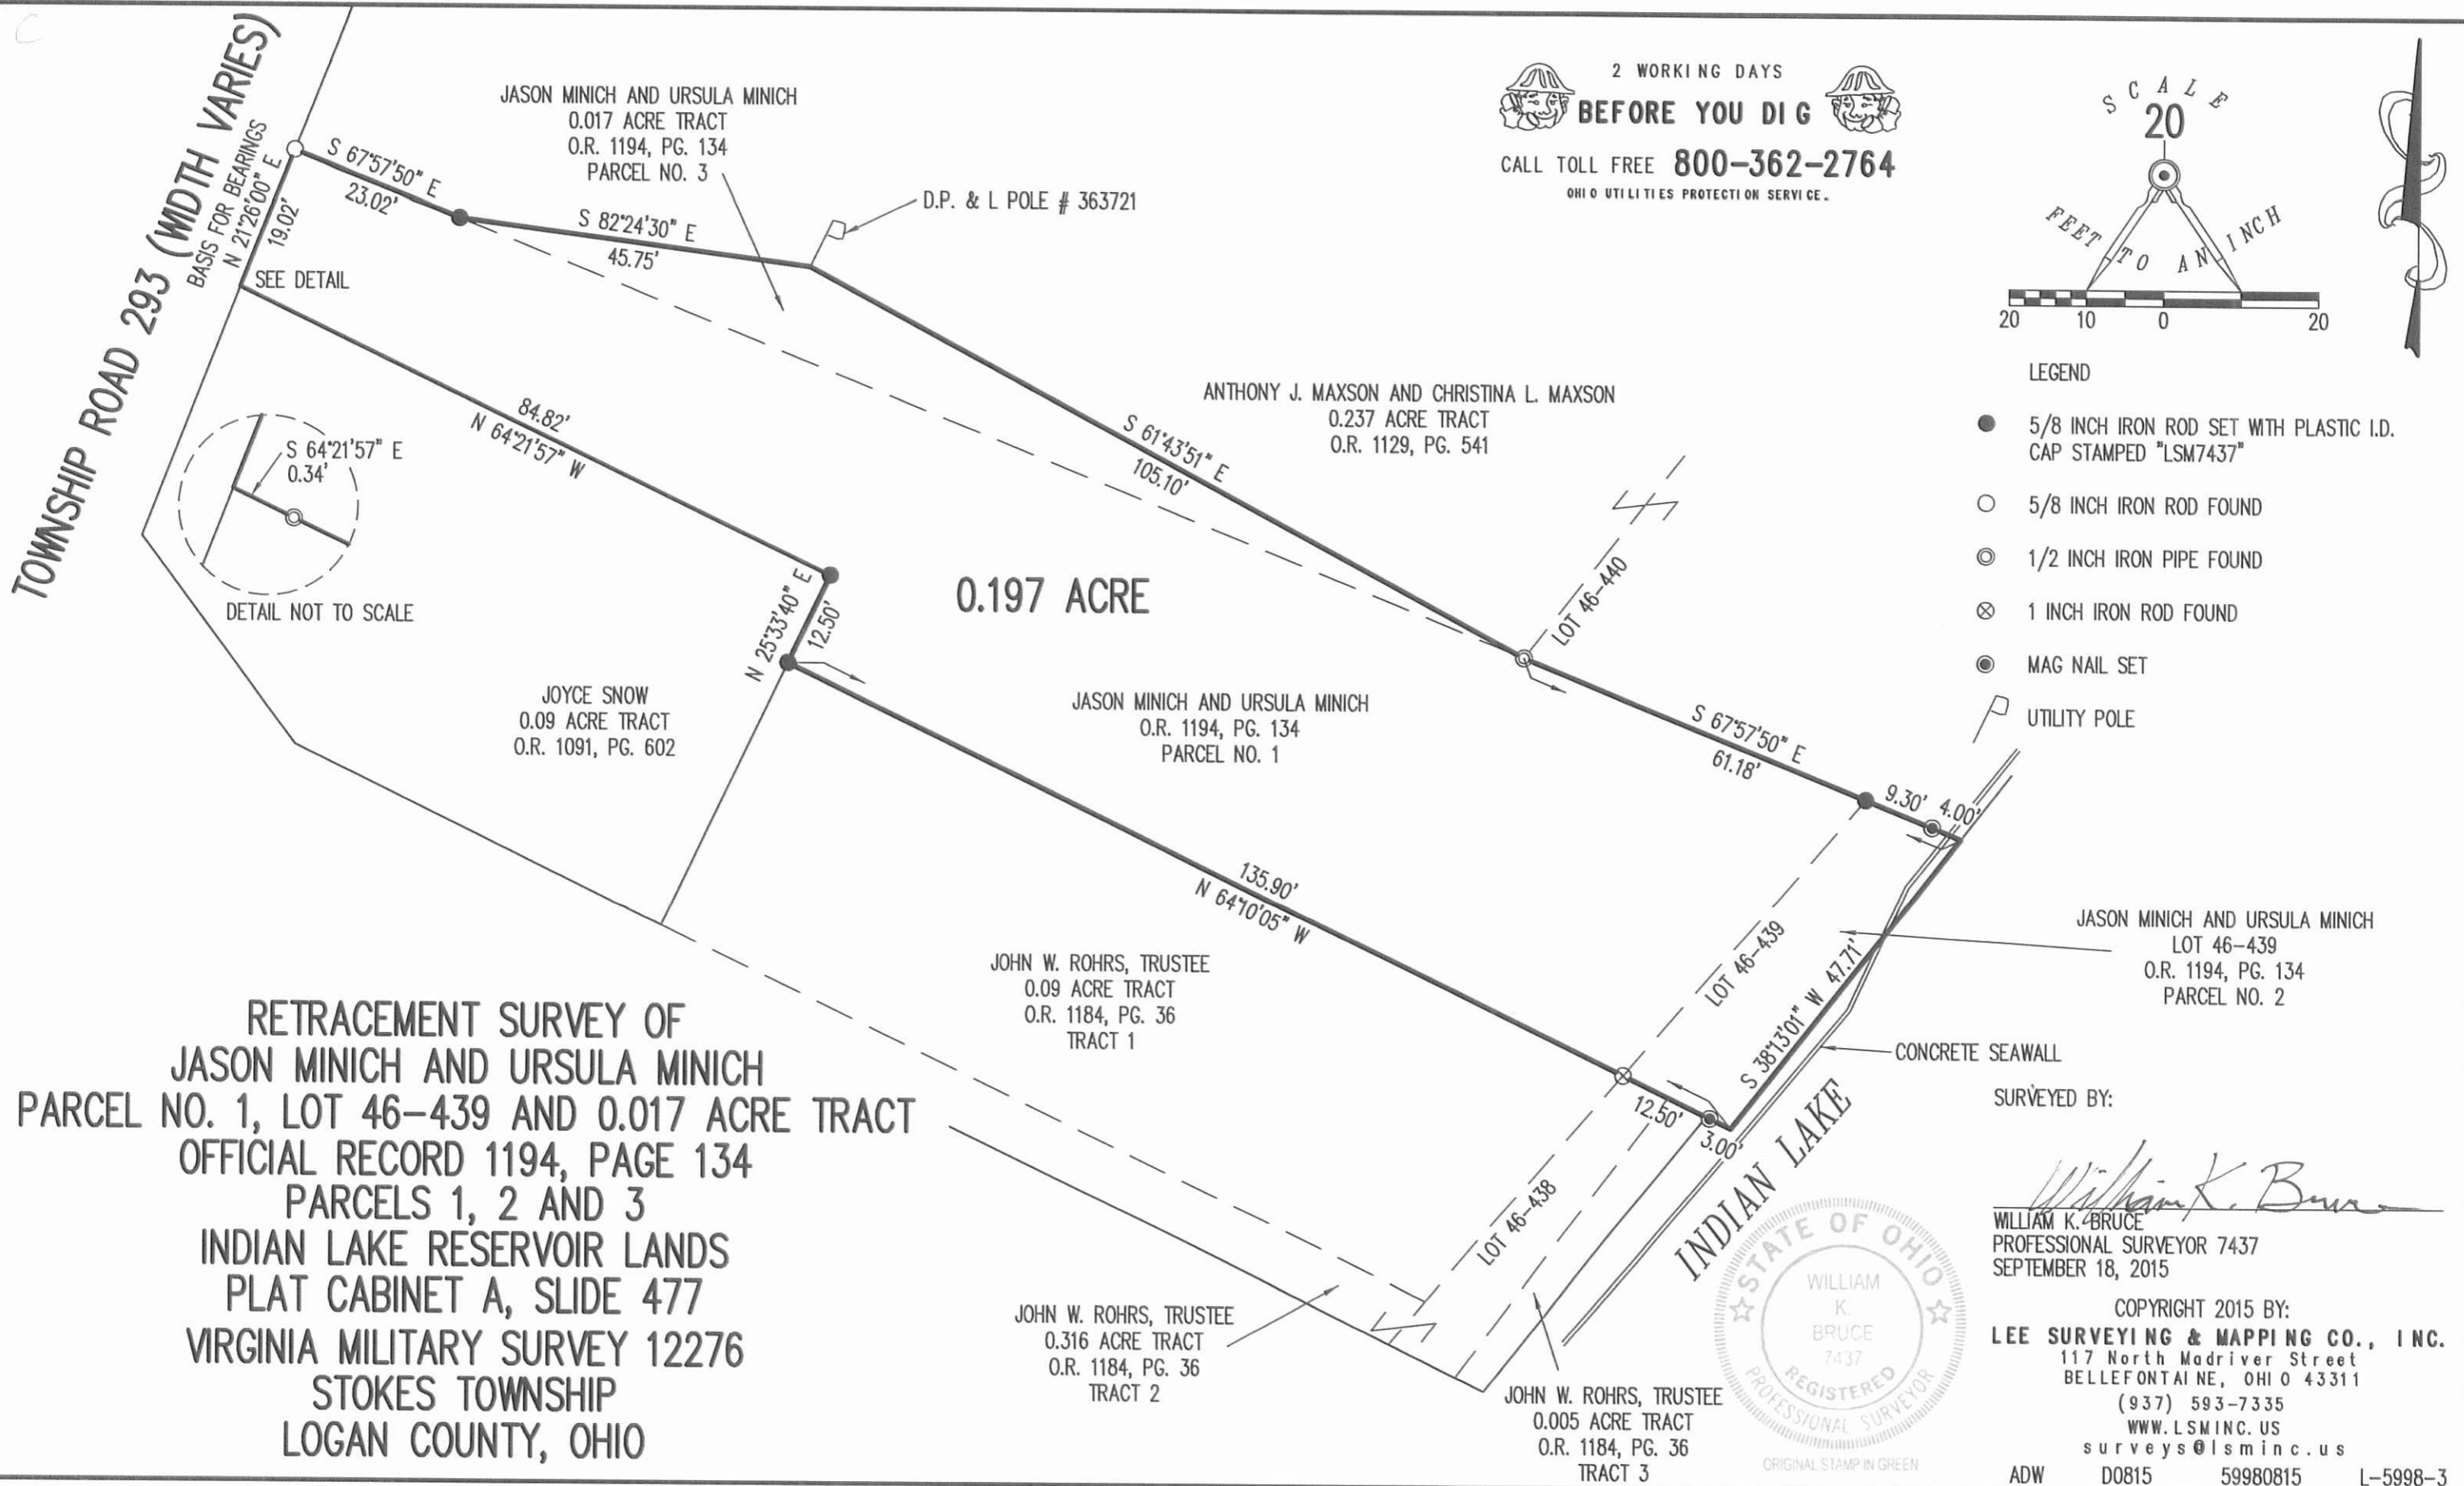 TOWNSHIP ROAD 293 (WIDTH VARIES)
BASIS FOR BEARINGS
N 21°26'00" E
19.02'
S 67°57'50" E
23.02'
SEE DETAIL
JASON MINICH AND URSULA MINICH
0.017 ACRE TRACT
O.R. 1194, PG. 134
PARCEL NO. 3
S 82°24'30" E
45.75'
D.P. & L POLE # 363721
2 WORKING DAYS
BEFORE YOU DIG
CALL TOLL FREE 800-362-2764
OHIO UTILITIES PROTECTION SERVICE.
SCALE
20
FEET TO AN INCH
20 10 0 20
LEGEND
5/8 INCH IRON ROD SET WITH PLASTIC I.D.
CAP STAMPED "LSM7437"
5/8 INCH IRON ROD FOUND
1/2 INCH IRON PIPE FOUND
1 INCH IRON ROD FOUND
MAG NAIL SET
UTILITY POLE
ANTHONY J. MAXSON AND CHRISTINA L. MAXSON
0.237 ACRE TRACT
O.R. 1129, PG. 541
S 61°43'51" E
105.10'
84.82'
N 64°21'57" W
S 64°21'57" E
0.34'
DETAIL NOT TO SCALE
N 25°33'40" E
12.50'
0.197 ACRE
LOT 46-440
JOYCE SNOW
0.09 ACRE TRACT
O.R. 1091, PG. 602
JASON MINICH AND URSULA MINICH
O.R. 1194, PG. 134
PARCEL NO. 1
S 67°57'50" E
61.18'
9.30' 4.00'
135.90'
N 64°10'05" W
LOT 46-439
S 38°13'01" W 47.71'
JASON MINICH AND URSULA MINICH
LOT 46-439
O.R. 1194, PG. 134
PARCEL NO. 2
CONCRETE SEAWALL
JOHN W. ROHRS, TRUSTEE
0.09 ACRE TRACT
O.R. 1184, PG. 36
TRACT 1
12.50'
3.00'
INDIAN LAKE
LOT 46-438
JOHN W. ROHRS, TRUSTEE
0.316 ACRE TRACT
O.R. 1184, PG. 36
TRACT 2
JOHN W. ROHRS, TRUSTEE
0.005 ACRE TRACT
O.R. 1184, PG. 36
TRACT 3
RETRACEMENT SURVEY OF
JASON MINICH AND URSULA MINICH
PARCEL NO. 1, LOT 46-439 AND 0.017 ACRE TRACT
OFFICIAL RECORD 1194, PAGE 134
PARCELS 1, 2 AND 3
INDIAN LAKE RESERVOIR LANDS
PLAT CABINET A, SLIDE 477
VIRGINIA MILITARY SURVEY 12276
STOKES TOWNSHIP
LOGAN COUNTY, OHIO
STATE OF OHIO
WILLIAM
K.
BRUCE
7437
REGISTERED
PROFESSIONAL SURVEYOR
ORIGINAL STAMP IN GREEN
SURVEYED BY:
William K. Bruce
WILLIAM K. BRUCE
PROFESSIONAL SURVEYOR 7437
SEPTEMBER 18, 2015
COPYRIGHT 2015 BY:
LEE SURVEYING & MAPPING CO., INC.
117 North Madriver Street
BELLEFONTAINE, OHIO 43311
(937) 593-7335
WWW.LSMINC.US
surveys@lsminc.us
ADW D0815 59980815 L-5998-3